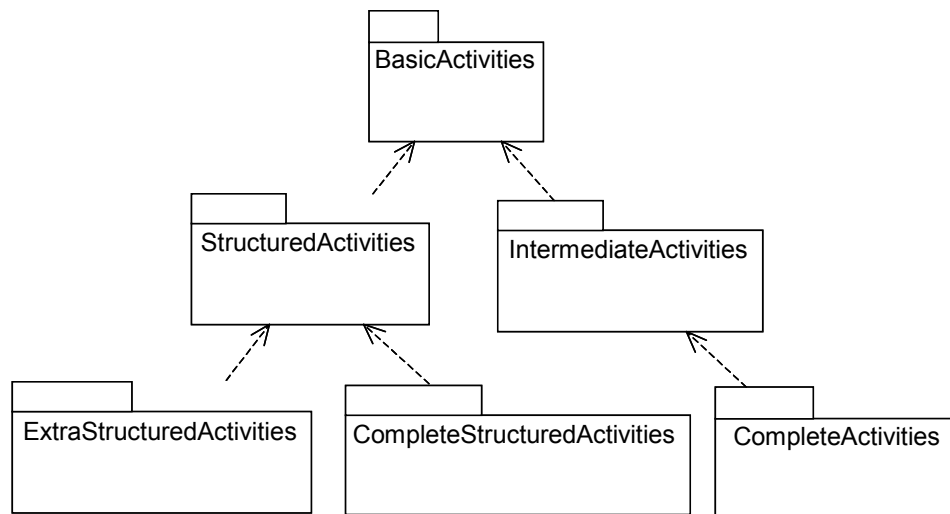 BasicActivities
StructuredActivities
IntermediateActivities
ExtraStructuredActivities
CompleteStructuredActivities
CompleteActivities